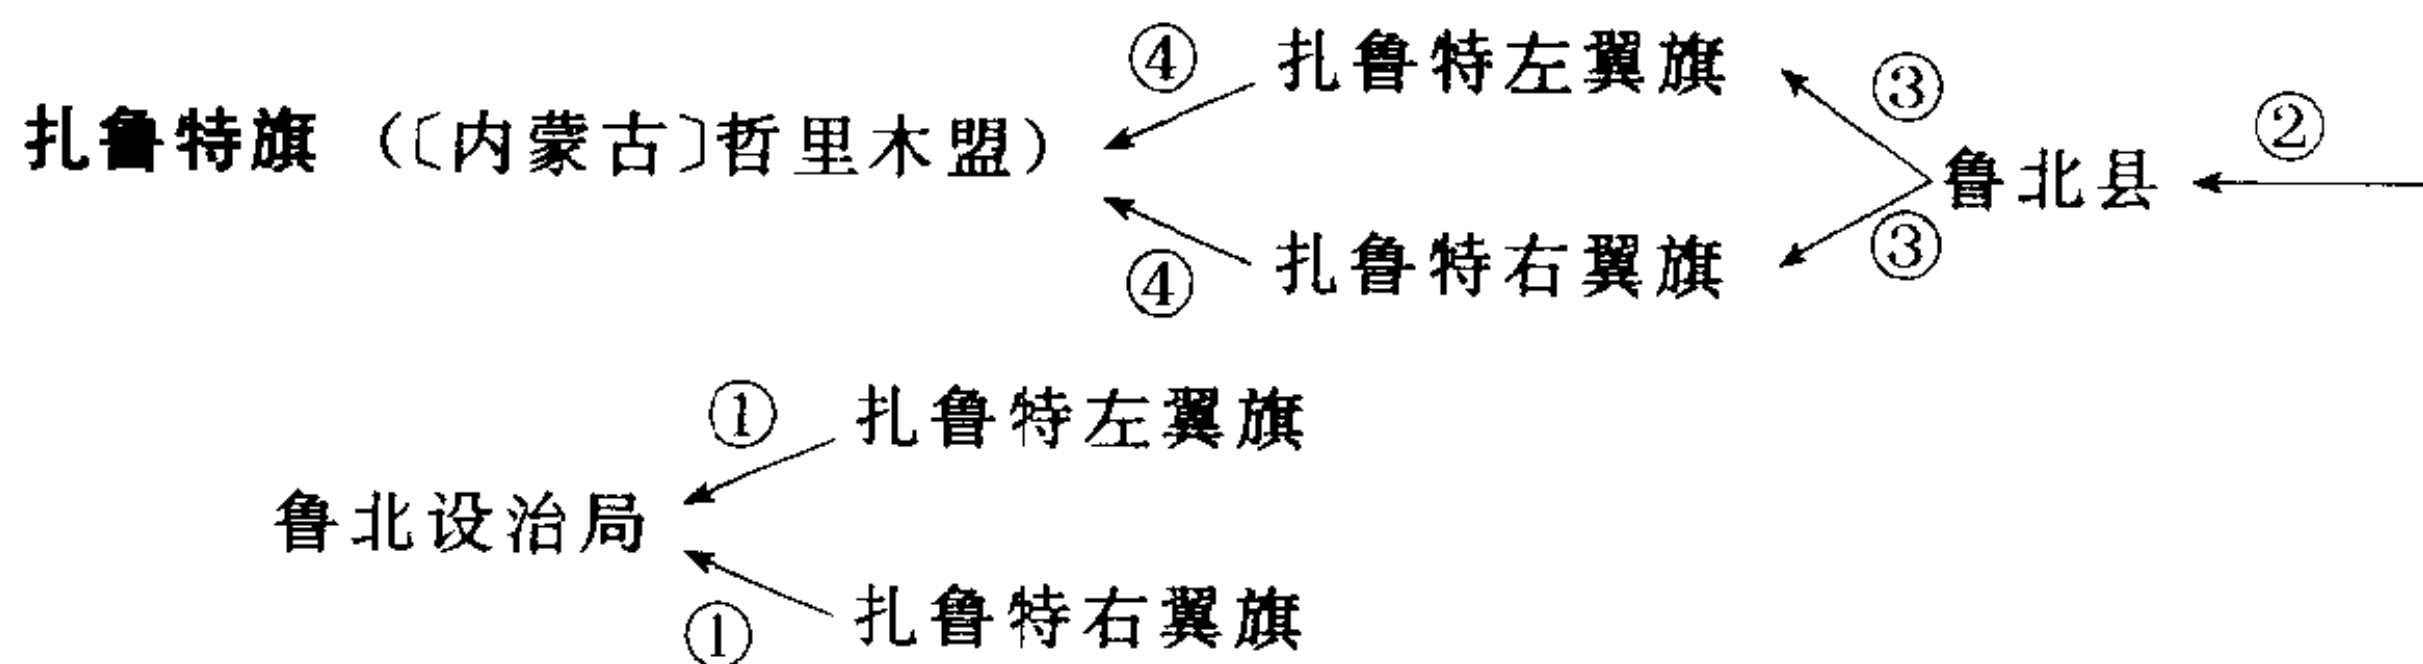 ④ 扎鲁特左翼旗 ③
扎鲁特旗（〔内蒙古〕哲里木盟） 鲁北县 ②
④ 扎鲁特右翼旗 ③
① 扎鲁特左翼旗
鲁北设治局
① 扎鲁特右翼旗